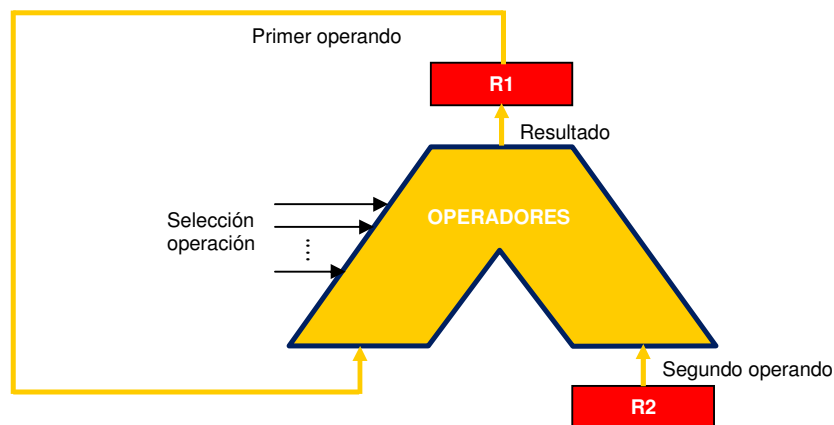 Primer operando
R1
Resultado
OPERADORES
Selección
operación
Segundo operando
R2